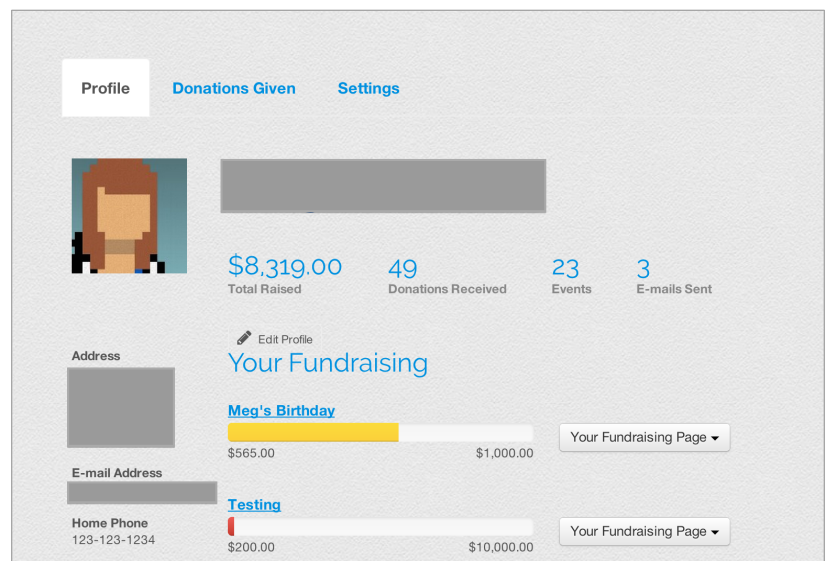 Profile
Donations Given
Settings
$8,319.00
49
23
3
Total Raised
Donations Received
Events
E-mails Sent
Edit Profile
Your Fundraising
Address
E-mail Address
Home Phone
123-123-1234
Meg's Birthday
$565.00
$1,000.00
Your Fundraising Page
Testing
$200.00
$10,000.00
Your Fundraising Page